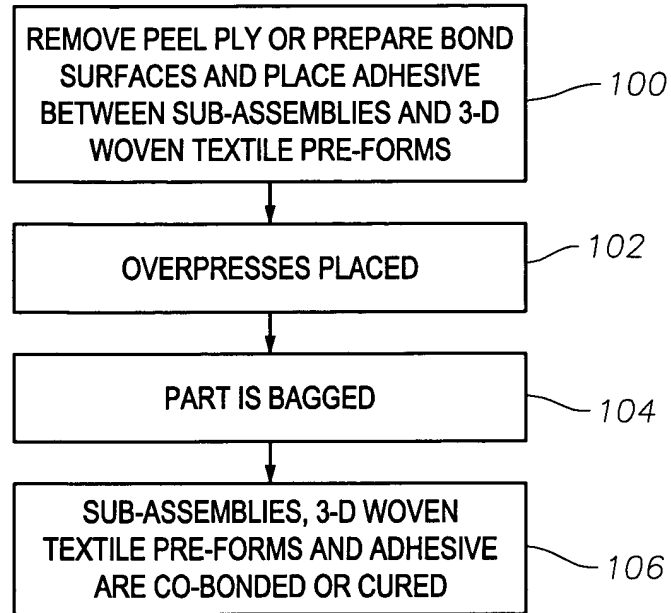 REMOVE PEEL PLY OR PREPARE BOND
SURFACES AND PLACE ADHESIVE
BETWEEN SUB-ASSEMBLIES AND 3-D
WOVEN TEXTILE PRE-FORMS
100
OVERPRESSES PLACED
102
PART IS BAGGED
104
SUB-ASSEMBLIES, 3-D WOVEN
TEXTILE PRE-FORMS AND ADHESIVE
ARE CO-BONDED OR CURED
106